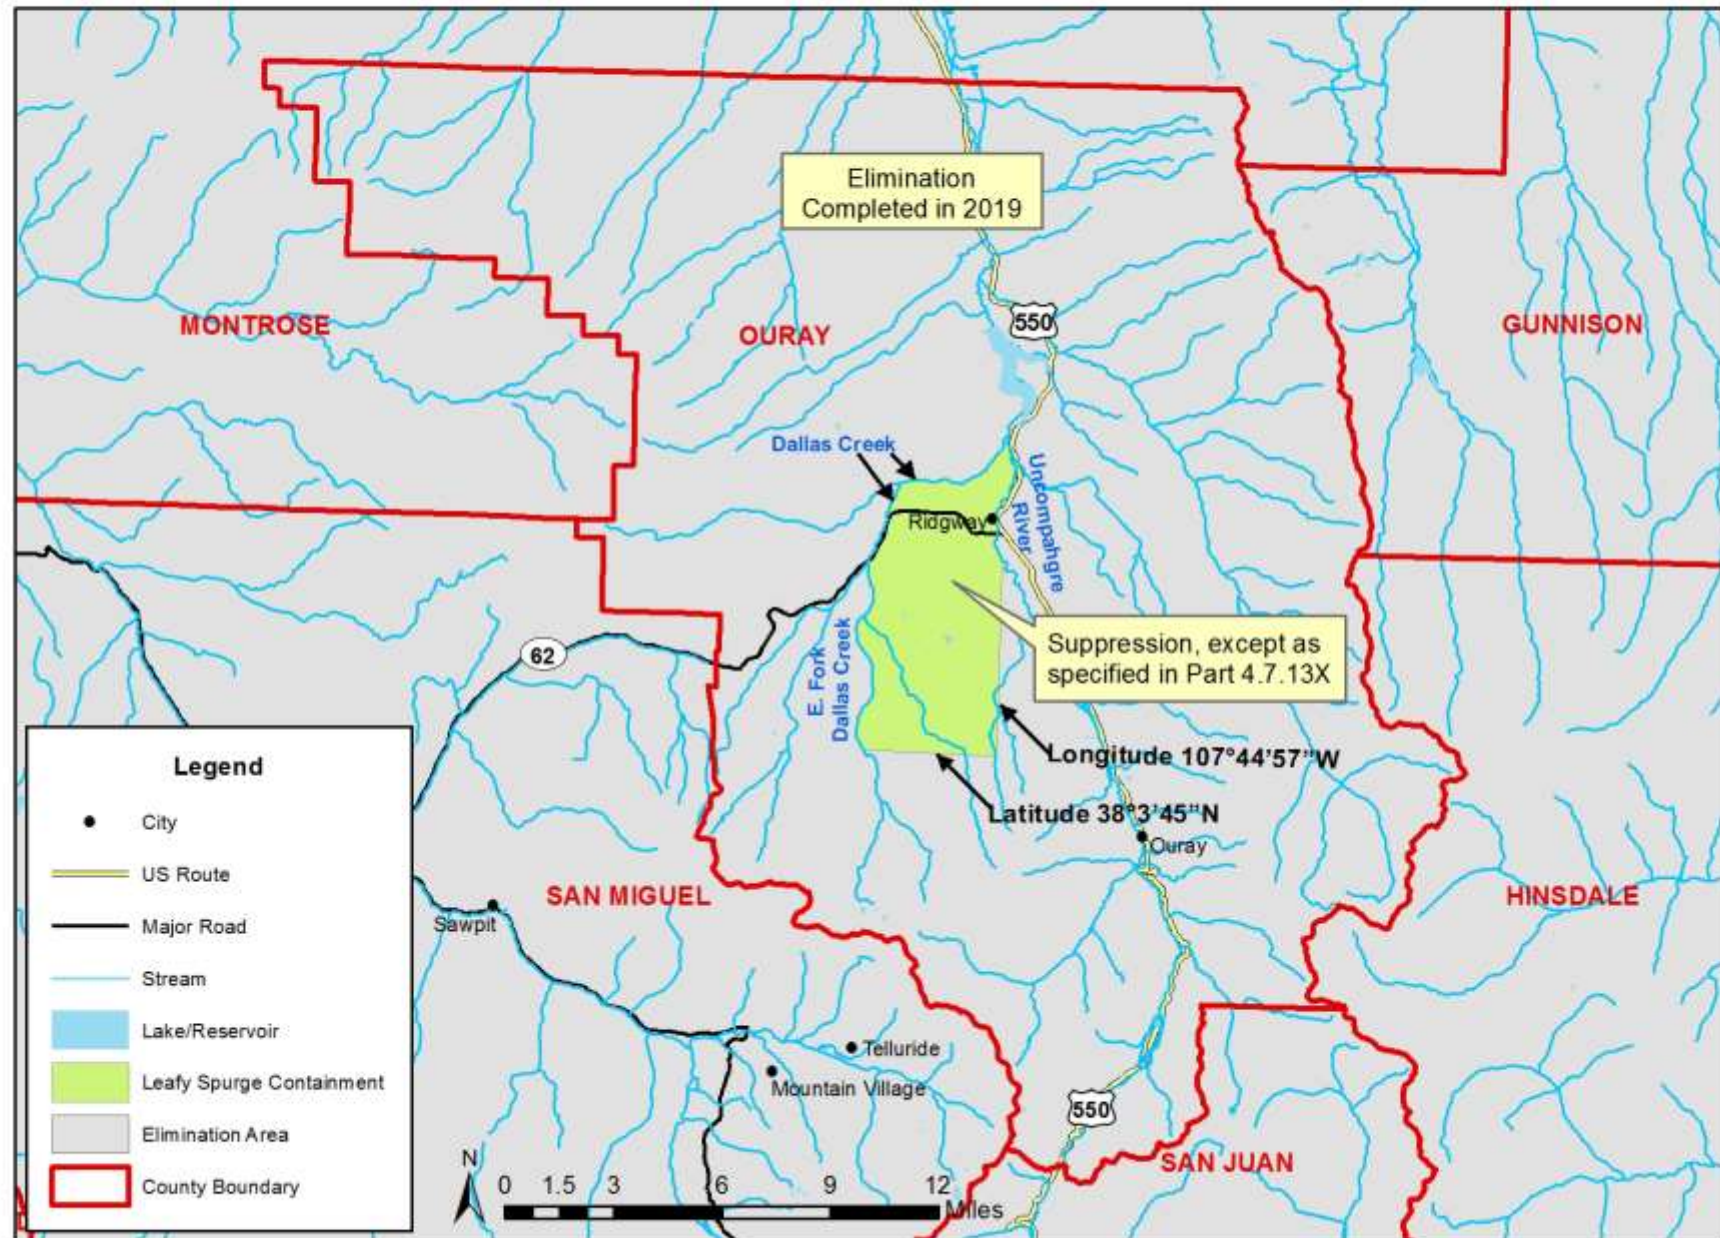 Elimination
Completed in 2019
MONTROSE
OURAY
550
GUNNISON
Dallas Creek
Uncompahgre
River
Ridgway
Suppression, except as
specified in Part 4.7.13X
62
E. Fork
Dallas Creek
Longitude 107°44'57"W
Latitude 38°3'45"N
Ouray
SAN MIGUEL
HINSDALE
Sawpit
Telluride
Mountain Village
550
SAN JUAN
Legend
City
US Route
Major Road
Stream
Lake/Reservoir
Leafy Spurge Containment
Elimination Area
County Boundary
N
0 1.5 3 6 9 12
Miles